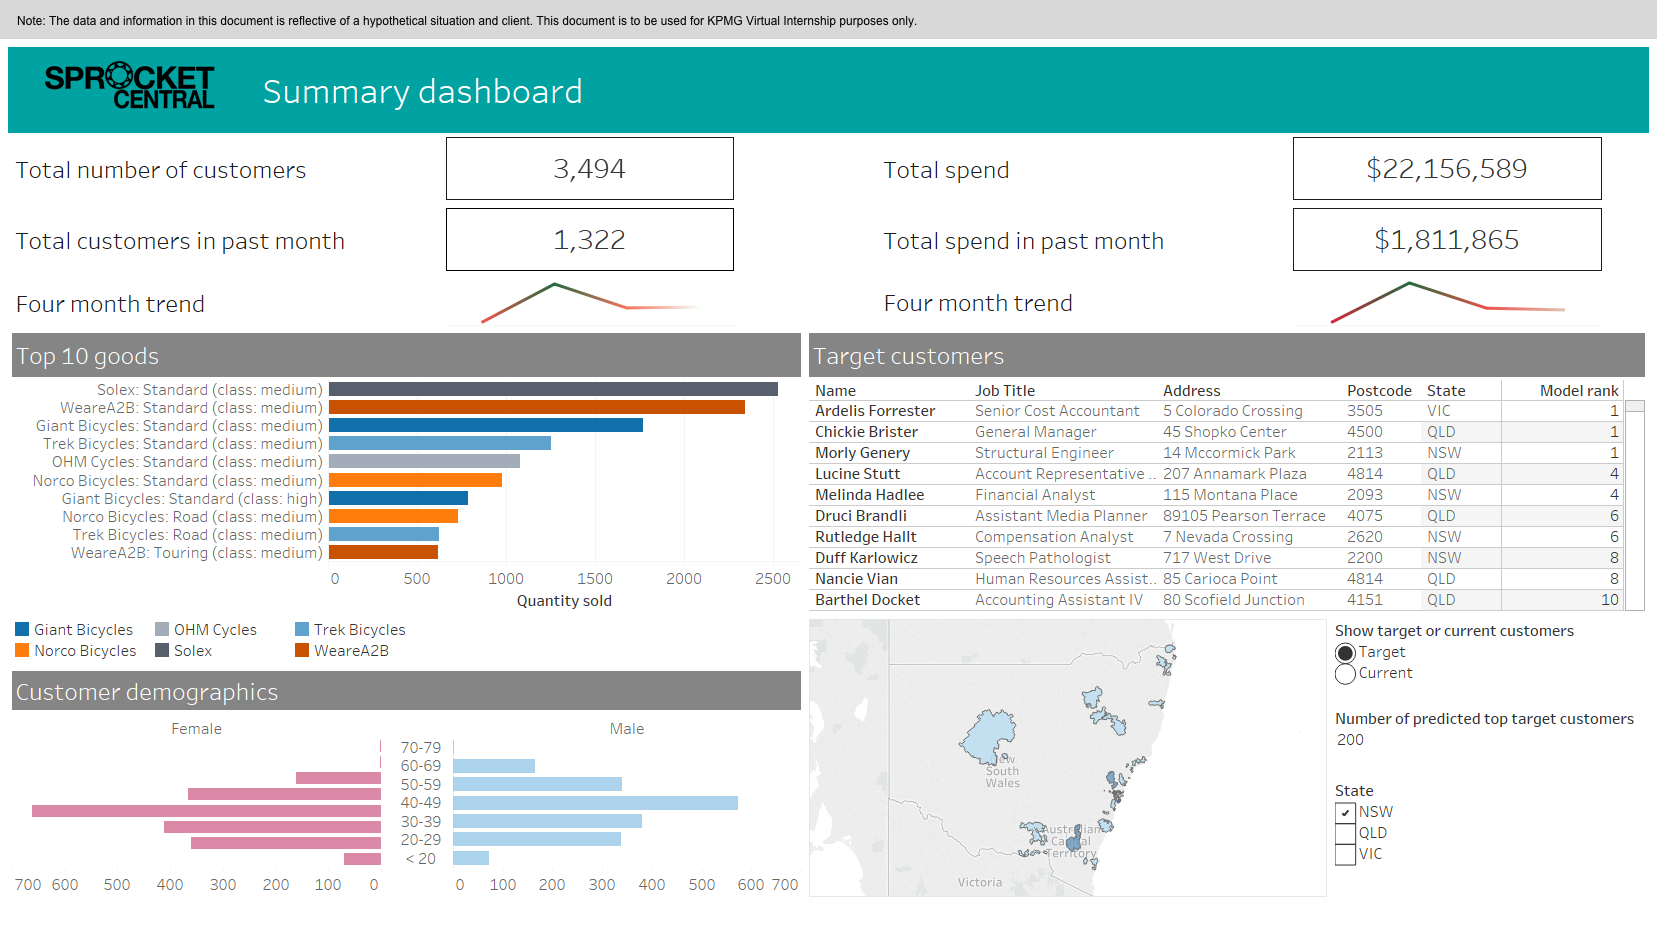 Note: The data and information in this document is reflective of a hypothetical situation and client. This document is to be used for KPMG Virtual Internship purposes only.
SPROCKET
CENTRAL
Summary dashboard
Total number of customers
3,494
Total spend
$22,156,589
Total customers in past month
1,322
Total spend in past month
$1,811,865
Four month trend
Four month trend
Top 10 goods
Solex: Standard (class: medium)
WeareA2B: Standard (class: medium)
Giant Bicycles: Standard (class: medium)
Trek Bicycles: Standard (class: medium)
OHM Cycles: Standard (class: medium)
Norco Bicycles: Standard (class: medium)
Giant Bicycles: Standard (class: high)
Norco Bicycles: Road (class: medium)
Trek Bicycles: Road (class: medium)
WeareA2B: Touring (class: medium)
0 500 1000 1500 2000 2500
Quantity sold
Giant Bicycles OHM Cycles Trek Bicycles
Norco Bicycles Solex WeareA2B
Customer demographics
Female Male
70-79
60-69
50-59
40-49
30-39
20-29
< 20
700 600 500 400 300 200 100 0 0 100 200 300 400 500 600 700
Target customers
Name Job Title Address Postcode State Model rank
Ardelis Forrester Senior Cost Accountant 5 Colorado Crossing 3505 VIC 1
Chickie Brister General Manager 45 Shopko Center 4500 QLD 1
Morly Genery Structural Engineer 14 Mccormick Park 2113 NSW 1
Lucine Stutt Account Representative .. 207 Annamark Plaza 4814 QLD 4
Melinda Hadlee Financial Analyst 115 Montana Place 2093 NSW 4
Druci Brandli Assistant Media Planner 89105 Pearson Terrace 4075 QLD 6
Rutledge Hallt Compensation Analyst 7 Nevada Crossing 2620 NSW 6
Duff Karlowicz Speech Pathologist 717 West Drive 2200 NSW 8
Nancie Vian Human Resources Assist.. 85 Carioca Point 4814 QLD 8
Barthel Docket Accounting Assistant IV 80 Scofield Junction 4151 QLD 10
New
South
Wales
Australian
Capital
Territory
Victoria
Show target or current customers
Target
Current
Number of predicted top target customers
200
State
NSW
QLD
VIC